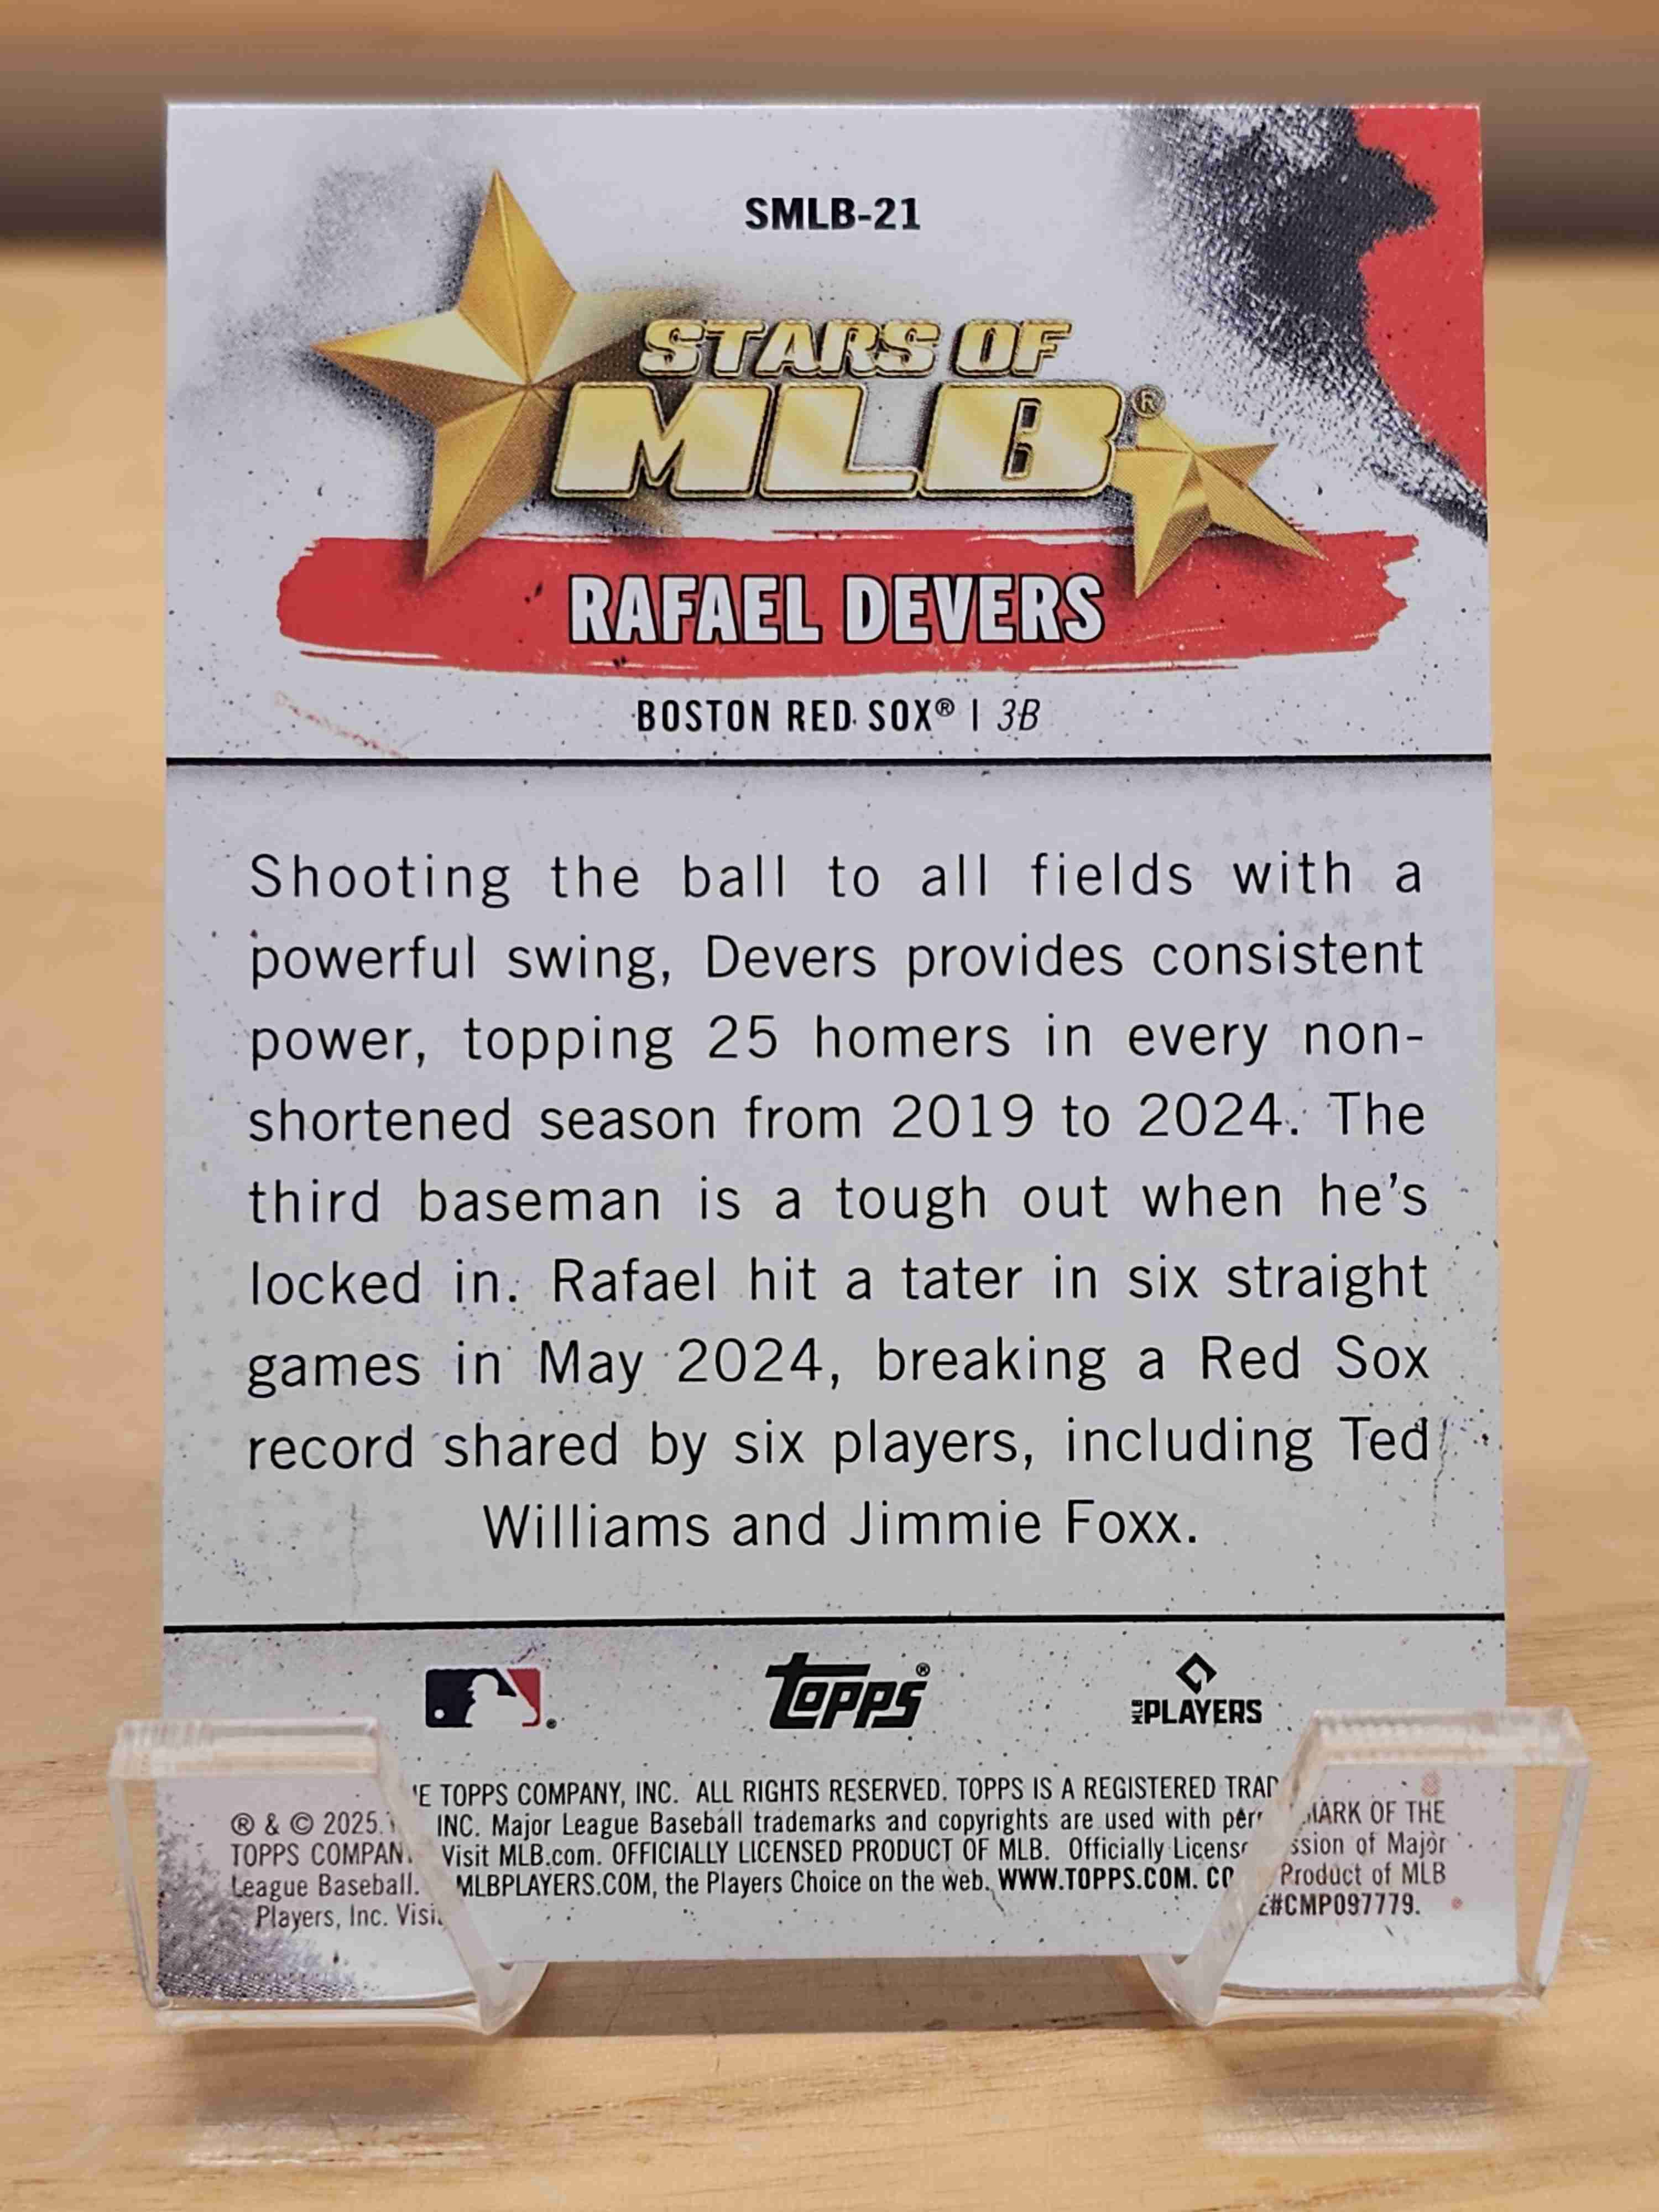 SMLB-21
STARS OF
MLB®
RAFAEL DEVERS
BOSTON RED SOX® | 3B
Shooting the ball to all fields with a
powerful swing, Devers provides consistent
power, topping 25 homers in every non-
shortened season from 2019 to 2024. The
third baseman is a tough out when he's
locked in. Rafael hit a tater in six straight
games in May 2024, breaking a Red Sox
record shared by six players, including Ted
Williams and Jimmie Foxx.
topps®
MLB PLAYERS
® & © 2025. TOPPS COMPANY, INC. ALL RIGHTS RESERVED. TOPPS IS A REGISTERED MARK OF THE
TOPPS INC. Major League Baseball trademarks and copyrights are used with of Major
League Baseball. Visit MLB.com. OFFICIALLY LICENSED PRODUCT OF MLB. Officially Product of MLB
Players, Inc. MLBPLAYERS.COM, the Players Choice on the web. WWW.TOPPS.COM. #CMP097779.